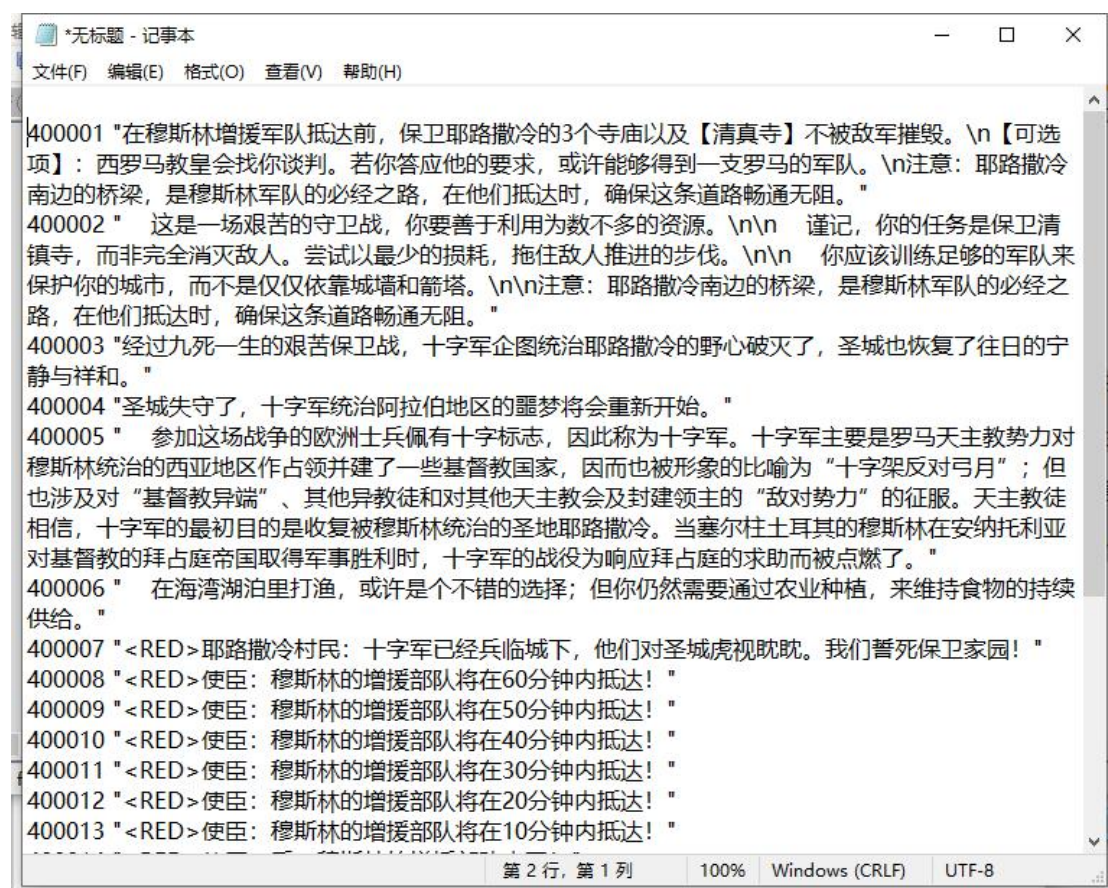 *无标题 - 记事本
文件(F) 编辑(E) 格式(O) 查看(V) 帮助(H)
400001 "在穆斯林增援军队抵达前，保卫耶路撒冷的3个寺庙以及【清真寺】不被敌军摧毁。\n【可选
项】：西罗马教皇会找你谈判。若你答应他的要求，或许能够得到一支罗马的军队。\n注意：耶路撒冷
南边的桥梁，是穆斯林军队的必经之路，在他们抵达时，确保这条道路畅通无阻。"
400002 "    这是一场艰苦的守卫战，你要善于利用为数不多的资源。\n\n    谨记，你的任务是保卫清
镇寺，而非完全消灭敌人。尝试以最少的损耗，拖住敌人推进的步伐。\n\n    你应该训练足够的军队来
保护你的城市，而不是仅仅依靠城墙和箭塔。\n\n注意：耶路撒冷南边的桥梁，是穆斯林军队的必经之
路，在他们抵达时，确保这条道路畅通无阻。"
400003 "经过九死一生的艰苦保卫战，十字军企图统治耶路撒冷的野心破灭了，圣城也恢复了往日的宁
静与祥和。"
400004 "圣城失守了，十字军统治阿拉伯地区的噩梦将会重新开始。"
400005 "    参加这场战争的欧洲士兵佩有十字标志，因此称为十字军。十字军主要是罗马天主教势力对
穆斯林统治的西亚地区作占领并建了一些基督教国家，因而也被形象的比喻为“十字架反对弓月”；但
也涉及对“基督教异端”、其他异教徒和对其他天主教会及封建领主的“敌对势力”的征服。天主教徒
相信，十字军的最初目的是收复被穆斯林统治的圣地耶路撒冷。当塞尔柱土耳其的穆斯林在安纳托利亚
对基督教的拜占庭帝国取得军事胜利时，十字军的战役为响应拜占庭的求助而被点燃了。"
400006 "    在海湾湖泊里打渔，或许是个不错的选择；但你仍然需要通过农业种植，来维持食物的持续
供给。"
400007 "<RED>耶路撒冷村民：十字军已经兵临城下，他们对圣城虎视眈眈。我们誓死保卫家园！"
400008 "<RED>使臣：穆斯林的增援部队将在60分钟内抵达！"
400009 "<RED>使臣：穆斯林的增援部队将在50分钟内抵达！"
400010 "<RED>使臣：穆斯林的增援部队将在40分钟内抵达！"
400011 "<RED>使臣：穆斯林的增援部队将在30分钟内抵达！"
400012 "<RED>使臣：穆斯林的增援部队将在20分钟内抵达！"
400013 "<RED>使臣：穆斯林的增援部队将在10分钟内抵达！"
第 2 行，第 1 列 100% Windows (CRLF) UTF-8